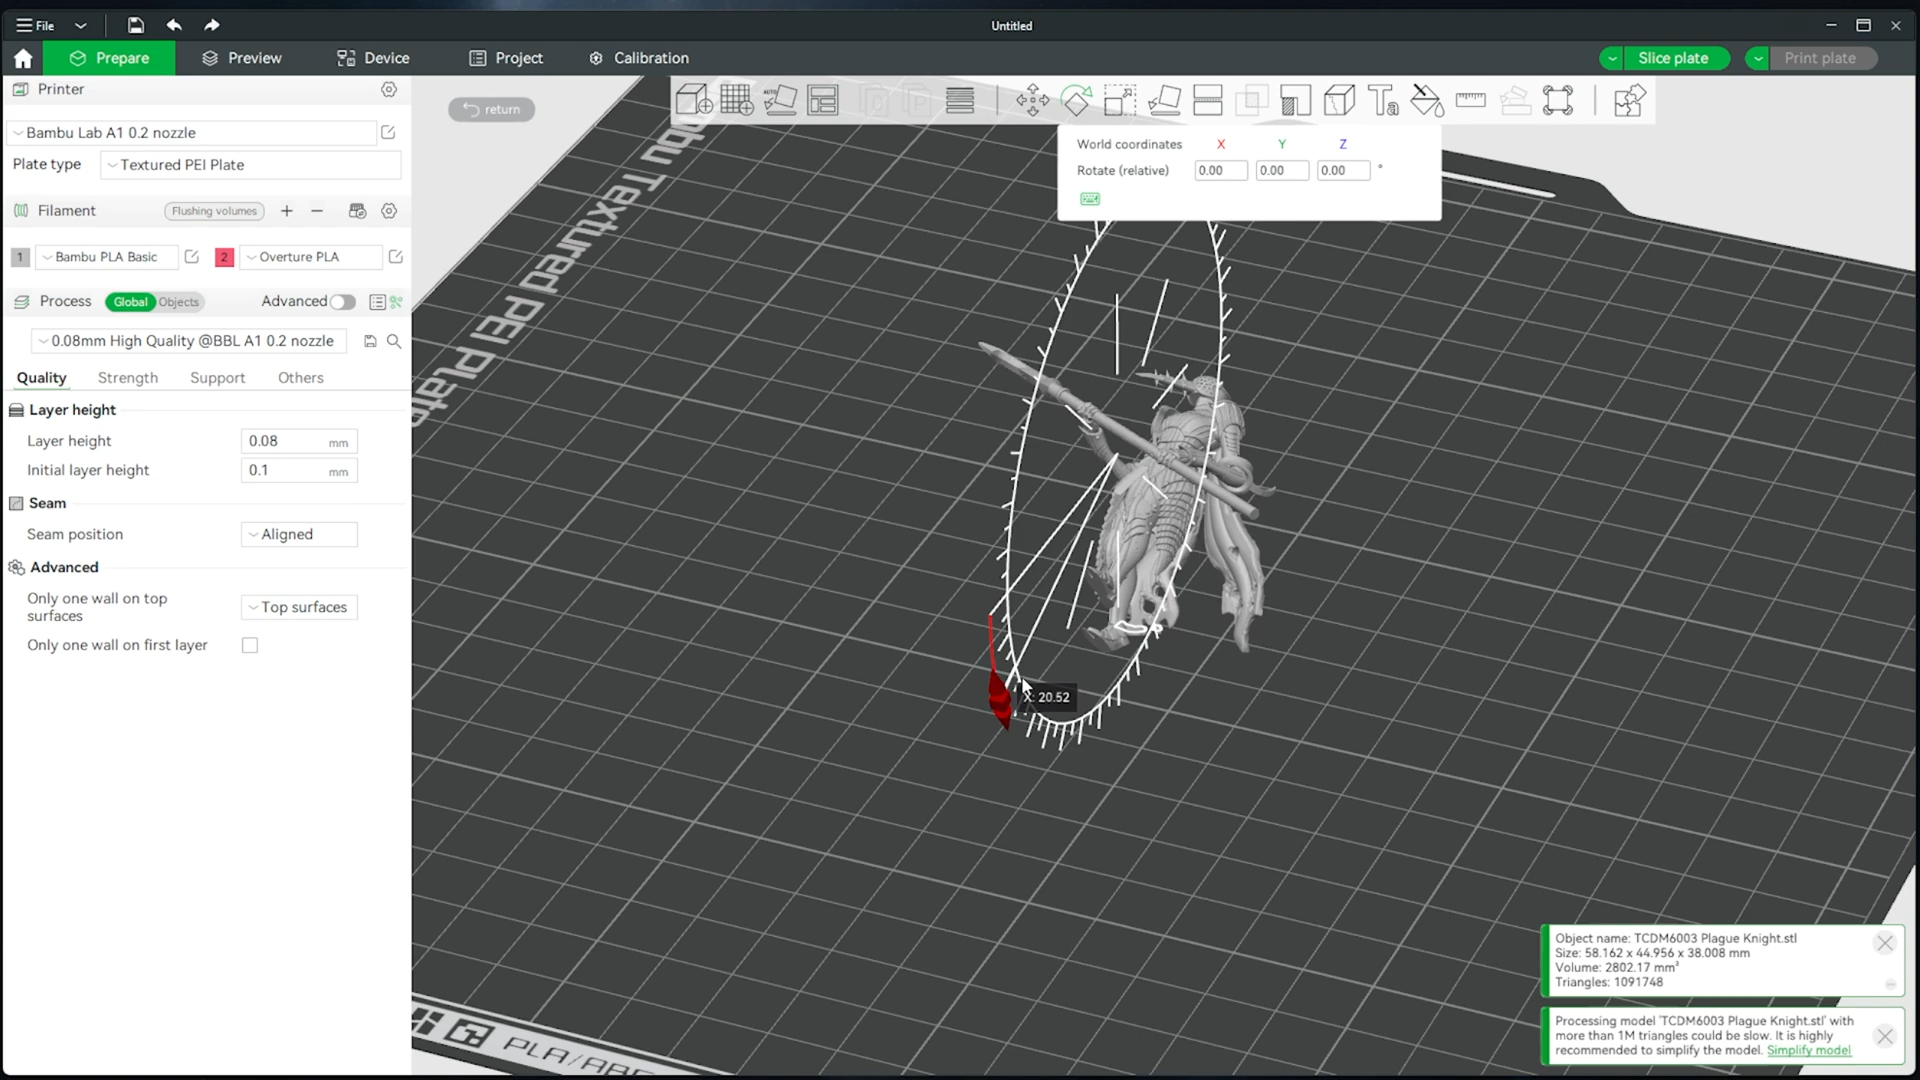 File
Untitled
Prepare
Preview
Device
Project
Calibration
Slice plate
Print plate
Printer
Bambu Lab A1 0.2 nozzle
Plate type
Textured PEI Plate
Filament
Flushing volumes
1
Bambu PLA Basic
2
Overture PLA
Process
Global
Objects
Advanced
0.08mm High Quality @BBL A1 0.2 nozzle
Quality
Strength
Support
Others
Layer height
Layer height
0.08
mm
Initial layer height
0.1
mm
Seam
Seam position
Aligned
Advanced
Only one wall on top
surfaces
Top surfaces
Only one wall on first layer
return
AUTO
World coordinates
X
Y
Z
Rotate (relative)
0.00
0.00
0.00
°
Textured PEI Plate
X: 20.52
PLA/ABS
Object name: TCDM6003 Plague Knight.stl
Size: 58.162 x 44.956 x 38.008 mm
Volume: 2802.17 mm³
Triangles: 1091748
Processing model 'TCDM6003 Plague Knight.stl' with
more than 1M triangles could be slow. It is highly
recommended to simplify the model. Simplify model